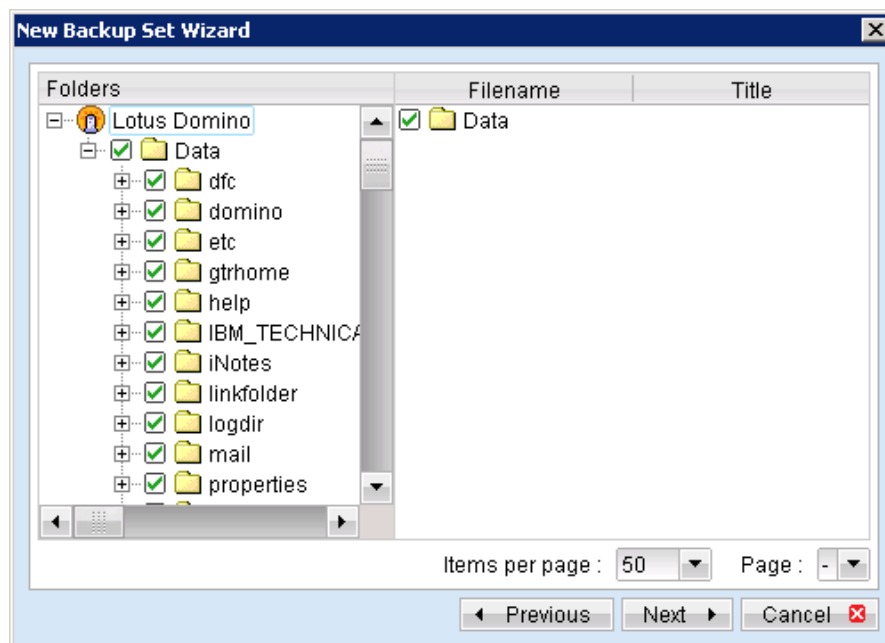 New Backup Set Wizard
Folders
Filename
Title
Lotus Domino
Data
dfc
domino
etc
gtrhome
help
IBM_TECHNICA
iNotes
linkfolder
logdir
mail
properties
Data
Items per page : 50
Page : -
Previous
Next
Cancel